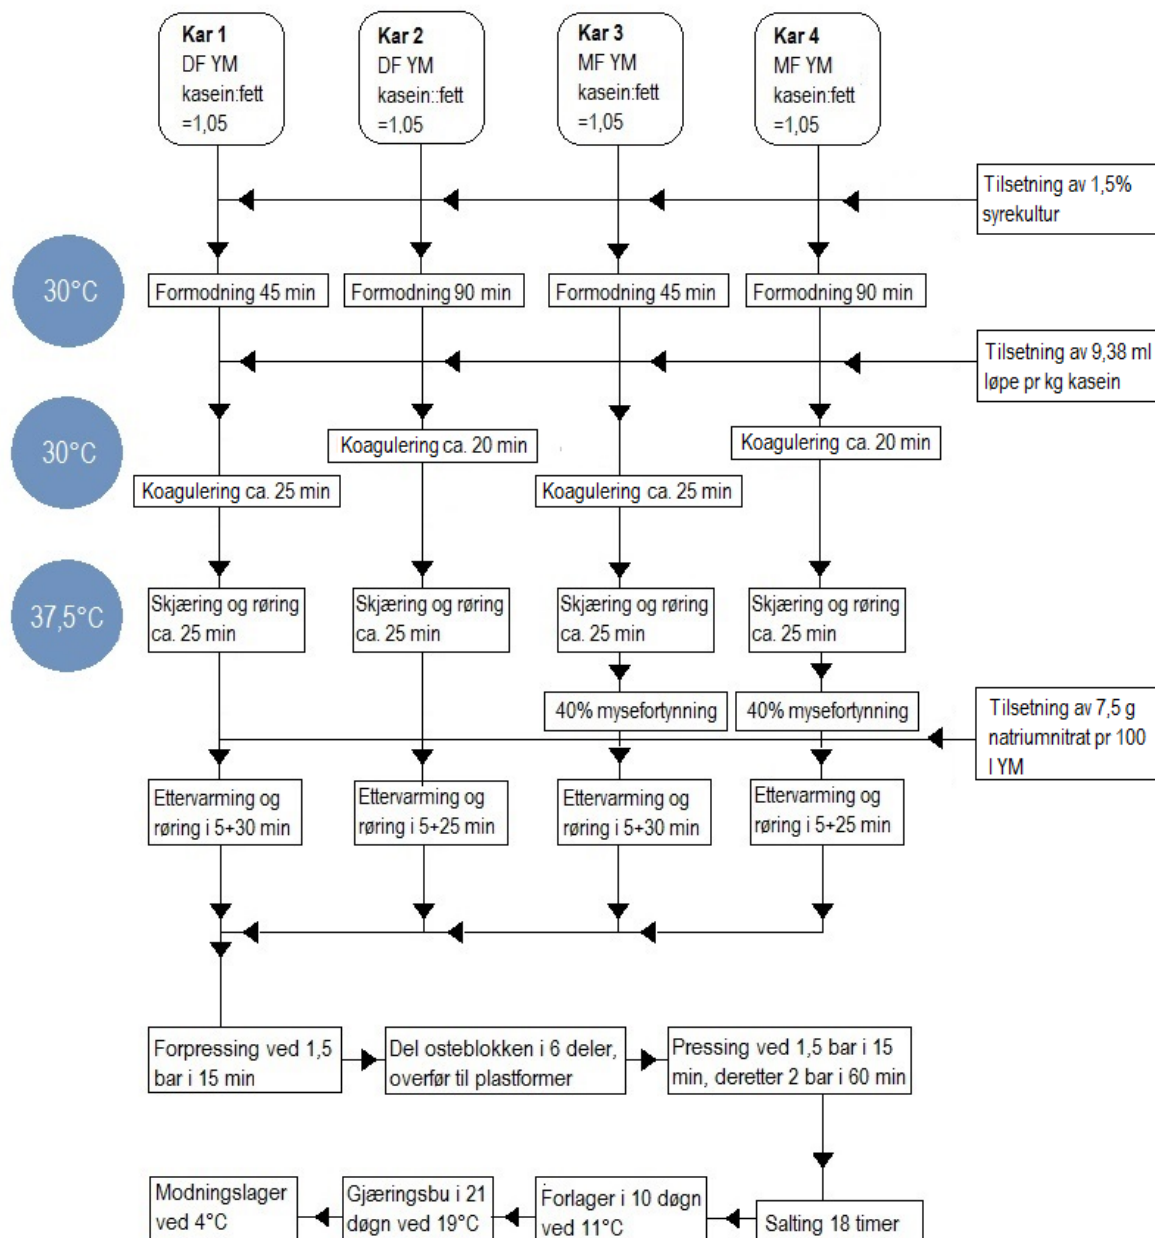 Kar 1
DF YM
kasein:fett
=1,05
Kar 2
DF YM
kasein::fett
=1,05
Kar 3
MF YM
kasein:fett
=1,05
Kar 4
MF YM
kasein:fett
=1,05
Tilsetning av 1,5%
syrekultur
30°C
Formodning 45 min
Formodning 90 min
Formodning 45 min
Formodning 90 min
Tilsetning av 9,38 ml
løpe pr kg kasein
30°C
Koagulering ca. 25 min
Koagulering ca. 20 min
Koagulering ca. 25 min
Koagulering ca. 20 min
37,5°C
Skjæring og røring
ca. 25 min
Skjæring og røring
ca. 25 min
Skjæring og røring
ca. 25 min
Skjæring og røring
ca. 25 min
40% mysefortynning
40% mysefortynning
Tilsetning av 7,5 g
natriumnitrat pr 100
l YM
Ettervarming og
røring i 5+30 min
Ettervarming og
røring i 5+25 min
Ettervarming og
røring i 5+30 min
Ettervarming og
røring i 5+25 min
Forpressing ved 1,5
bar i 15 min
Del osteblokken i 6 deler,
overfør til plastformer
Pressing ved 1,5 bar i 15
min, deretter 2 bar i 60 min
Salting 18 timer
Forlager i 10 døgn
ved 11°C
Gjæringsbu i 21
døgn ved 19°C
Modningslager
ved 4°C